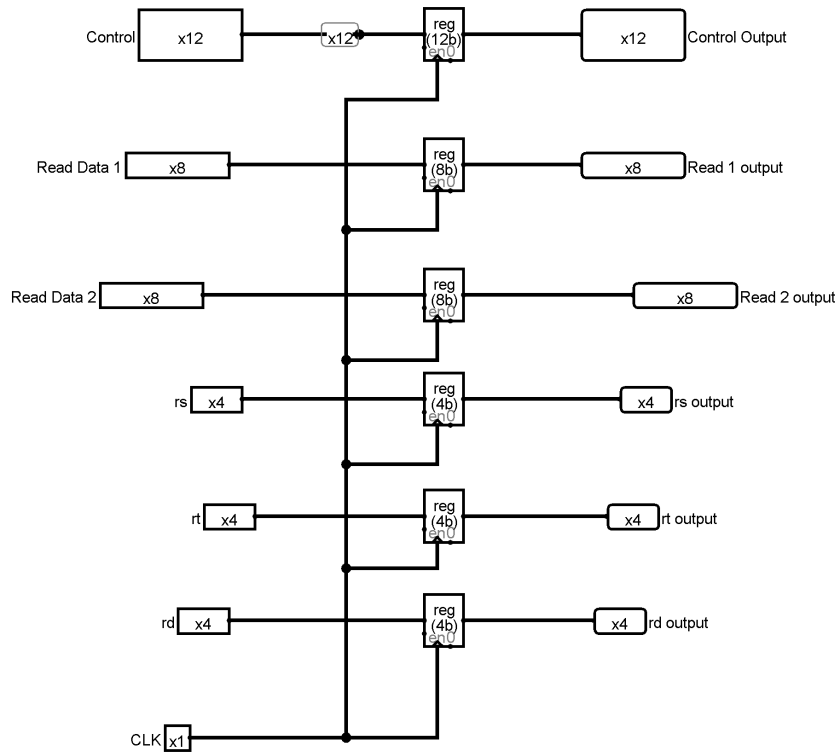 Control x12 x12 reg x12 Control Output
(12b)
en0
Read Data 1 x8 reg x8 Read 1 output
(8b)
en0
Read Data 2 x8 reg x8 Read 2 output
(8b)
en0
rs x4 reg x4 rs output
(4b)
en0
rt x4 reg x4 rt output
(4b)
en0
rd x4 reg x4 rd output
(4b)
en0
CLK x1